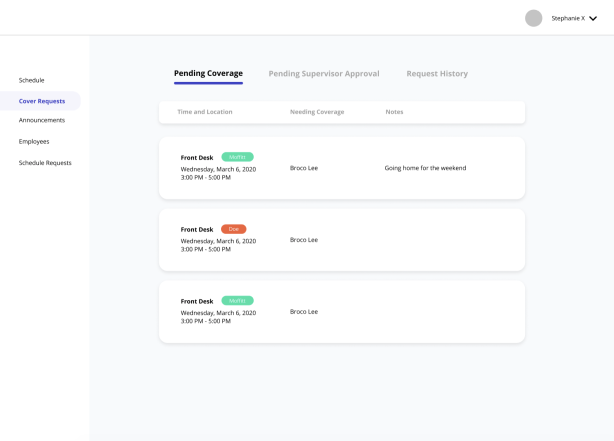 Stephanie X
Schedule
Cover Requests
Announcements
Employees
Schedule Requests
Pending Coverage
Pending Supervisor Approval
Request History
Time and Location
Needing Coverage
Notes
Front Desk Moffitt
Wednesday, March 6, 2020
3:00 PM - 5:00 PM
Broco Lee
Going home for the weekend
Front Desk Doe
Wednesday, March 6, 2020
3:00 PM - 5:00 PM
Broco Lee
Front Desk Moffitt
Wednesday, March 6, 2020
3:00 PM - 5:00 PM
Broco Lee